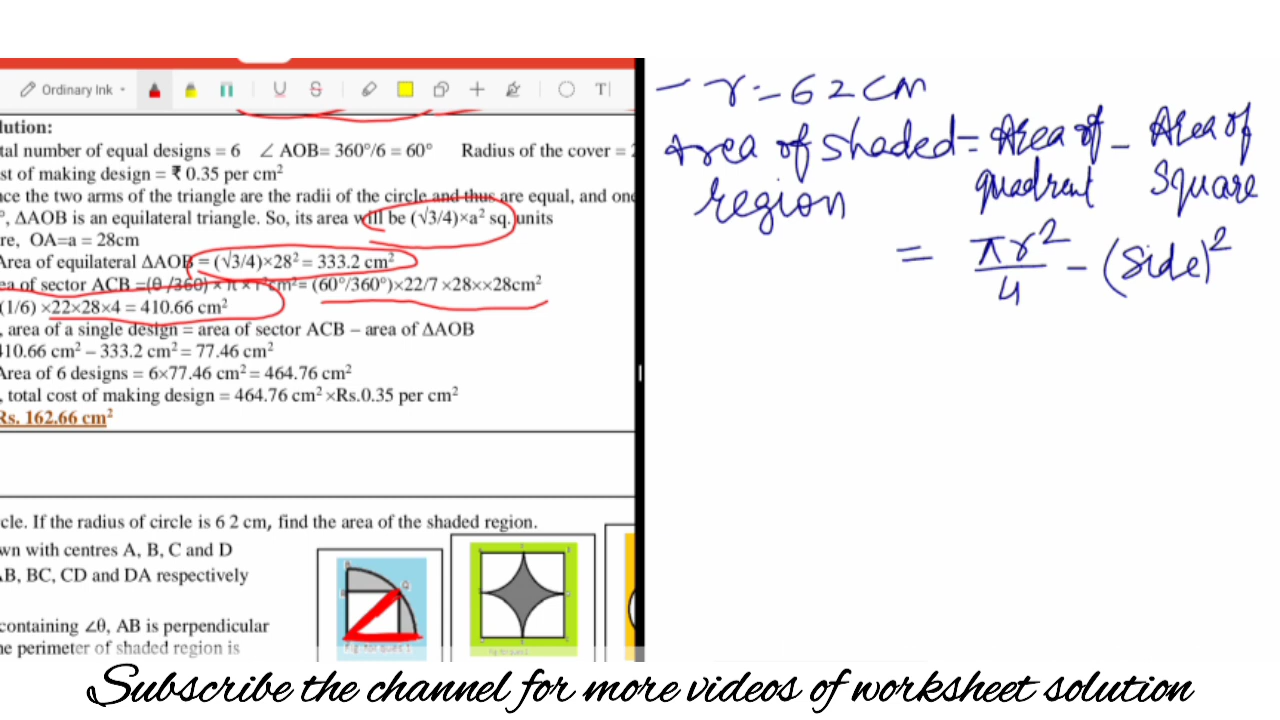 Ordinary Ink
T
lution:
tal number of equal designs = 6 ∠ AOB= 360°/6 = 60° Radius of the cover =
st of making design = ₹ 0.35 per cm²
nce the two arms of the triangle are the radii of the circle and thus are equal, and one
°, ΔAOB is an equilateral triangle. So, its area will be (√3/4)×a² sq. units
re, OA=a = 28cm
Area of equilateral ΔAOB = (√3/4)×28² = 333.2 cm²
ea of sector ACB =(θ /360) × π × r² cm²= (60°/360°)×22/7 ×28××28cm²
(1/6) ×22×28×4 = 410.66 cm²
, area of a single design = area of sector ACB – area of ΔAOB
410.66 cm² – 333.2 cm² = 77.46 cm²
Area of 6 designs = 6×77.46 cm² = 464.76 cm²
, total cost of making design = 464.76 cm² ×Rs.0.35 per cm²
Rs. 162.66 cm²
cle. If the radius of circle is 6 2 cm, find the area of the shaded region.
wn with centres A, B, C and D
AB, BC, CD and DA respectively
containing ∠θ, AB is perpendicular
he perimeter of shaded region is
– r = 6 2 cm
Area of shaded = Area of – Area of
region quadrent Square
= πr²/4 – (Side)²
Subscribe the channel for more videos of worksheet solution